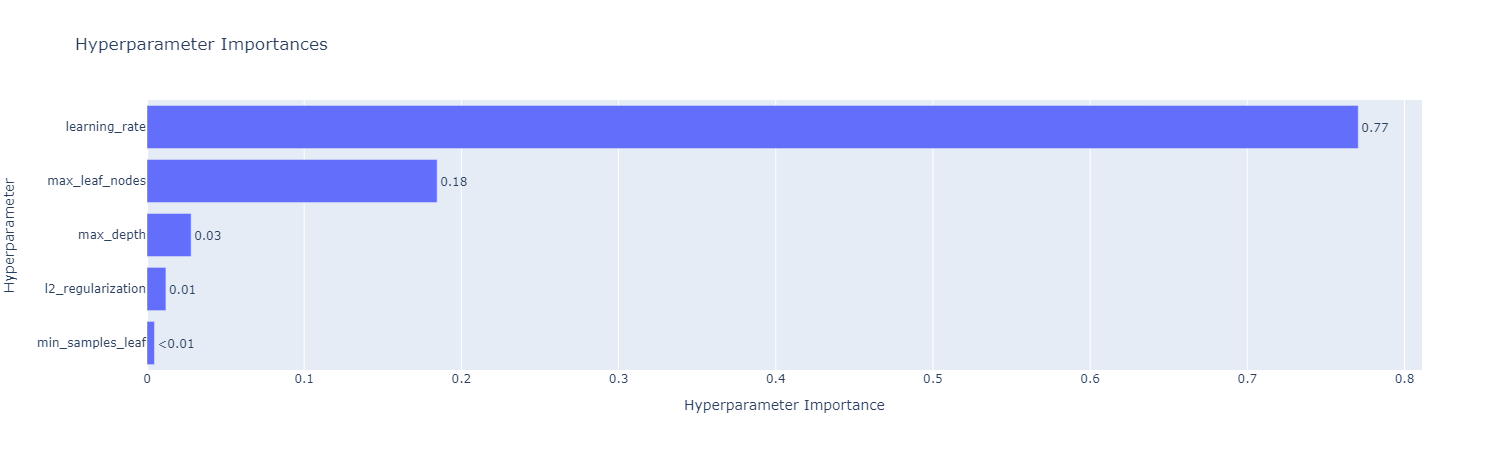 Hyperparameter Importances
Hyperparameter
learning_rate
0.77
max_leaf_nodes
0.18
max_depth
0.03
l2_regularization
0.01
min_samples_leaf
<0.01
0 0.1 0.2 0.3 0.4 0.5 0.6 0.7 0.8
Hyperparameter Importance